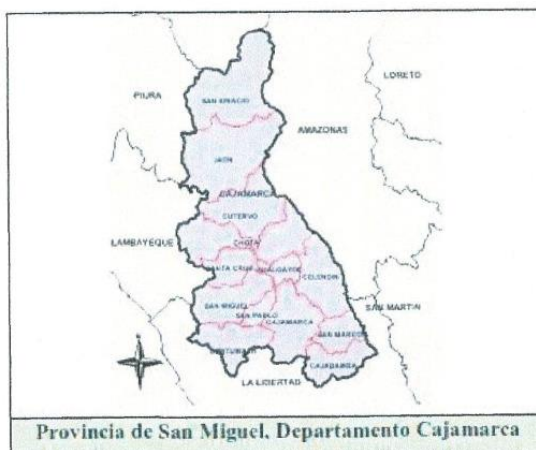 LORETO
PIURA
SAN IGNACIO
AMAZONAS
JAEN
CAJAMARCA
CUTERVO
LAMBAYEQUE
CHOTA
SANTA CRUZ
HUALGAYOC
CELENDIN
SAN MIGUEL
SAN MARTIN
SAN PABLO
CAJAMARCA
SAN MARCOS
CONTUMAZA
CAJABAMBA
LA LIBERTAD
Provincia de San Miguel, Departamento Cajamarca